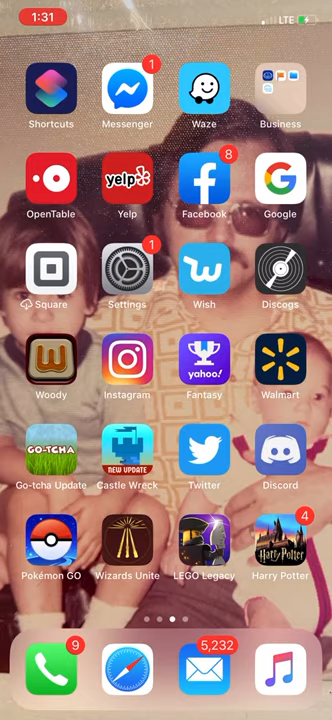 1:31
LTE
1
8
Shortcuts Messenger Waze Business
yelp
OpenTable Yelp Facebook Google
1
Square Settings Wish Discogs
W
yahoo!
Woody Instagram Fantasy Walmart
GO-TCHA
NEW UPDATE
Go-tcha Update Castle Wreck Twitter Discord
4
Harry Potter
Pokémon GO Wizards Unite LEGO Legacy Harry Potter
9
5,232